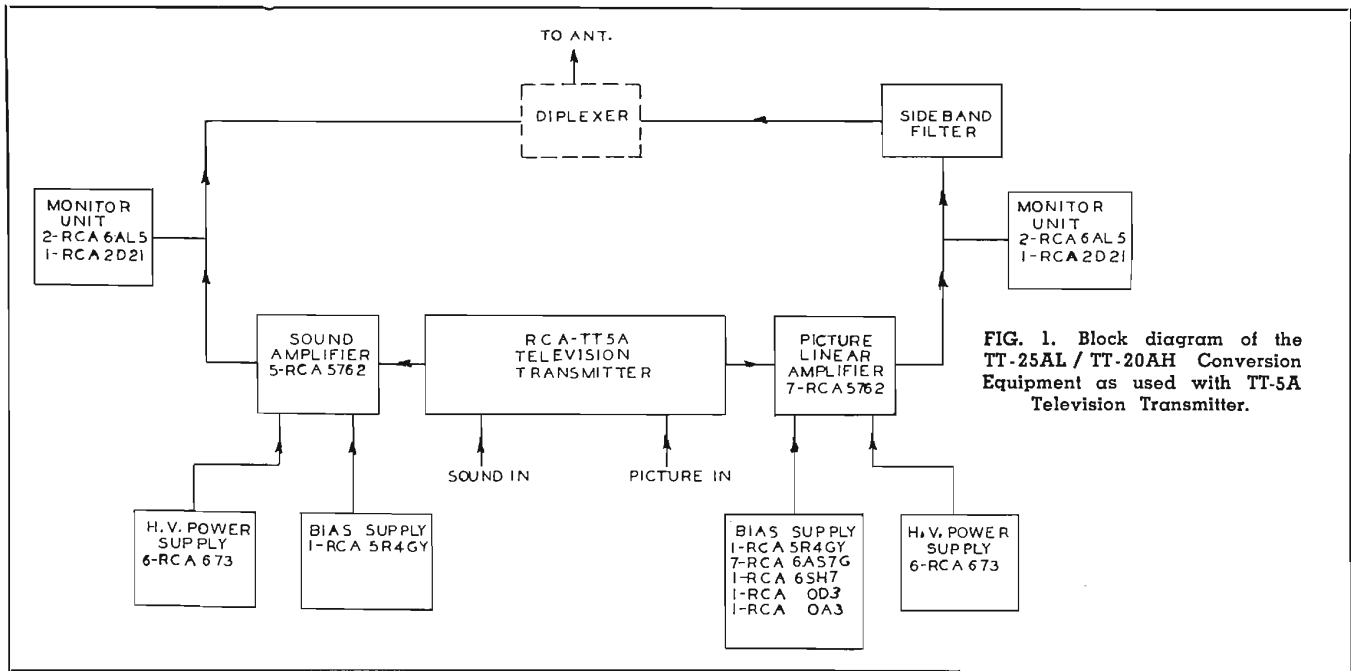 TO ANT.
DIPLEXER
SIDEBAND
FILTER
MONITOR
UNIT
2-RCA 6AL5
1-RCA 2D21
MONITOR
UNIT
2-RCA 6AL5
1-RCA 2D21
SOUND
AMPLIFIER
5-RCA 5762
RCA-TT5A
TELEVISION
TRANSMITTER
PICTURE
LINEAR
AMPLIFIER
7-RCA 5762
FIG. 1. Block diagram of the
TT-25AL / TT-20AH Conversion
Equipment as used with TT-5A
Television Transmitter.
SOUND IN
PICTURE IN
H.V. POWER
SUPPLY
6-RCA 673
BIAS SUPPLY
1-RCA 5R4GY
BIAS SUPPLY
1-RCA 5R4GY
7-RCA 6AS7G
1-RCA 6SH7
1-RCA OD3
1-RCA OA3
H.V. POWER
SUPPLY
6-RCA 673